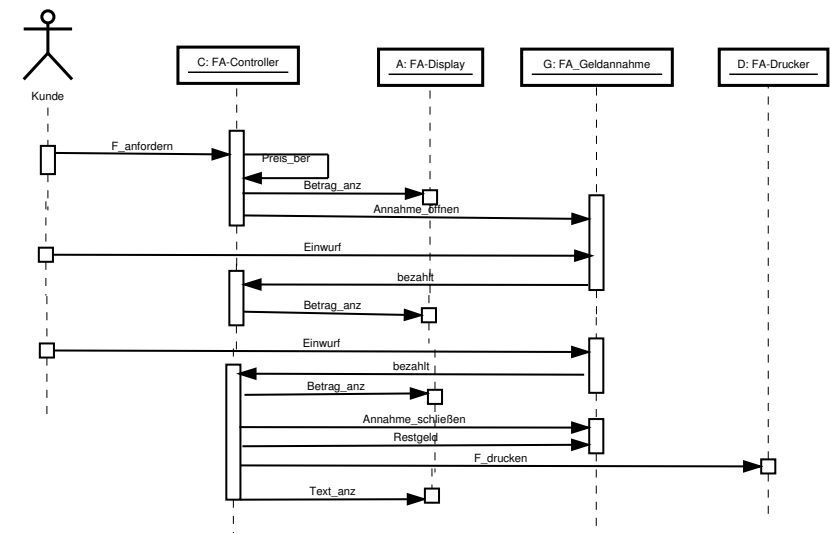 C: FA-Controller
A: FA-Display
G: FA_Geldannahme
D: FA-Drucker
Kunde
F_anfordern
Preis_ber
Betrag_anz
Annahme_öffnen
Einwurf
bezahlt
Betrag_anz
Einwurf
bezahlt
Betrag_anz
Annahme_schließen
Restgeld
F_drucken
Text_anz